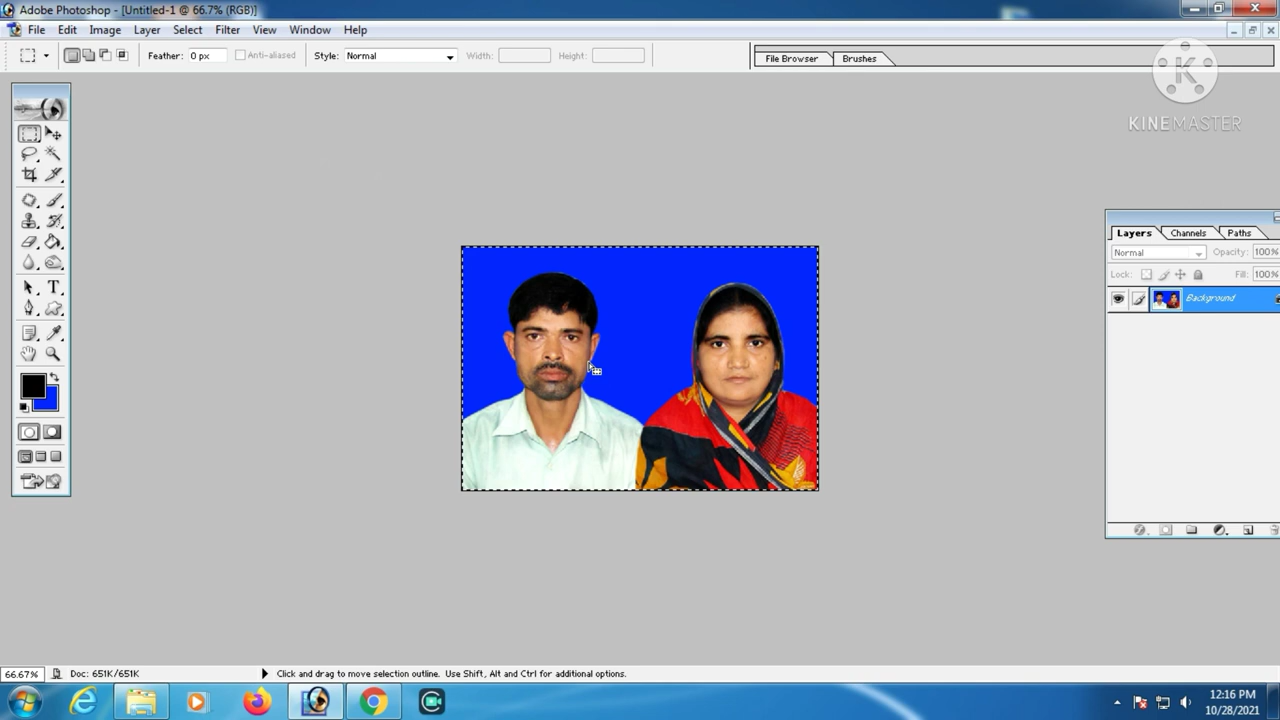 Adobe Photoshop - [Untitled-1 @ 66.7% (RGB)]
File Edit Image Layer Select Filter View Window Help
Feather: 0 px Anti-aliased Style: Normal Width: Height: File Browser Brushes
K
KINEMASTER
Layers Channels Paths
Normal Opacity: 100%
Lock: Fill: 100%
Background
T
66.67% Doc: 651K/651K Click and drag to move selection outline. Use Shift, Alt and Ctrl for additional options.
12:16 PM
10/28/2021